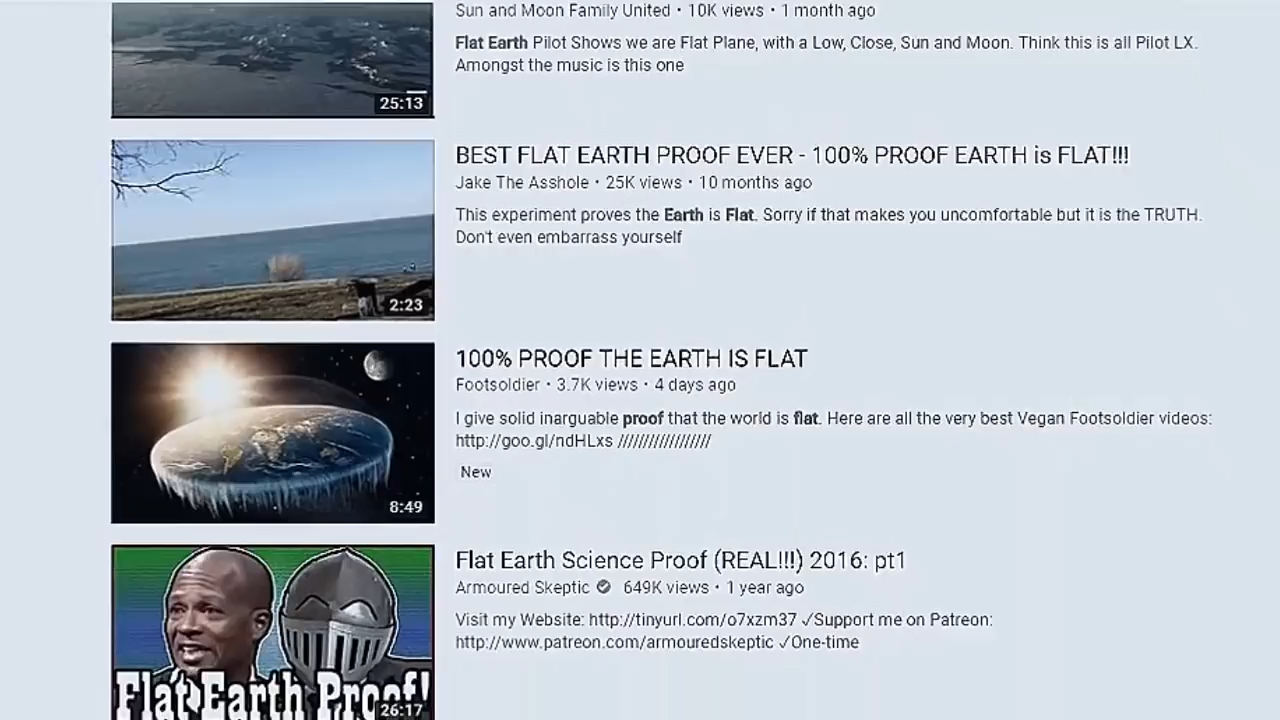 Sun and Moon Family United • 10K views • 1 month ago
Flat Earth Pilot Shows we are Flat Plane, with a Low, Close, Sun and Moon. Think this is all Pilot LX.
Amongst the music is this one
25:13
BEST FLAT EARTH PROOF EVER - 100% PROOF EARTH is FLAT!!!
Jake The Asshole • 25K views • 10 months ago
This experiment proves the Earth is Flat. Sorry if that makes you uncomfortable but it is the TRUTH.
Don't even embarrass yourself
2:23
100% PROOF THE EARTH IS FLAT
Footsoldier • 3.7K views • 4 days ago
I give solid inarguable proof that the world is flat. Here are all the very best Vegan Footsoldier videos:
http://goo.gl/ndHLxs //////////////////
New
8:49
Flat Earth Science Proof (REAL!!!) 2016: pt1
Armoured Skeptic 649K views • 1 year ago
Visit my Website: http://tinyurl.com/o7xzm37 ✓Support me on Patreon:
http://www.patreon.com/armouredskeptic ✓One-time
Flat Earth Proof!
26:17